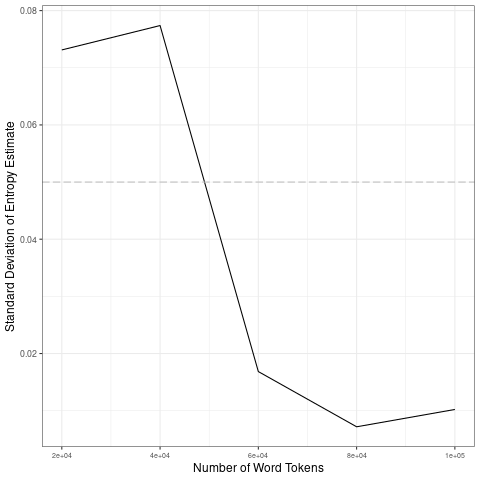 Standard Deviation of Entropy Estimate
0.08
0.06
0.04
0.02
2e+04 4e+04 6e+04 8e+04 1e+05
Number of Word Tokens